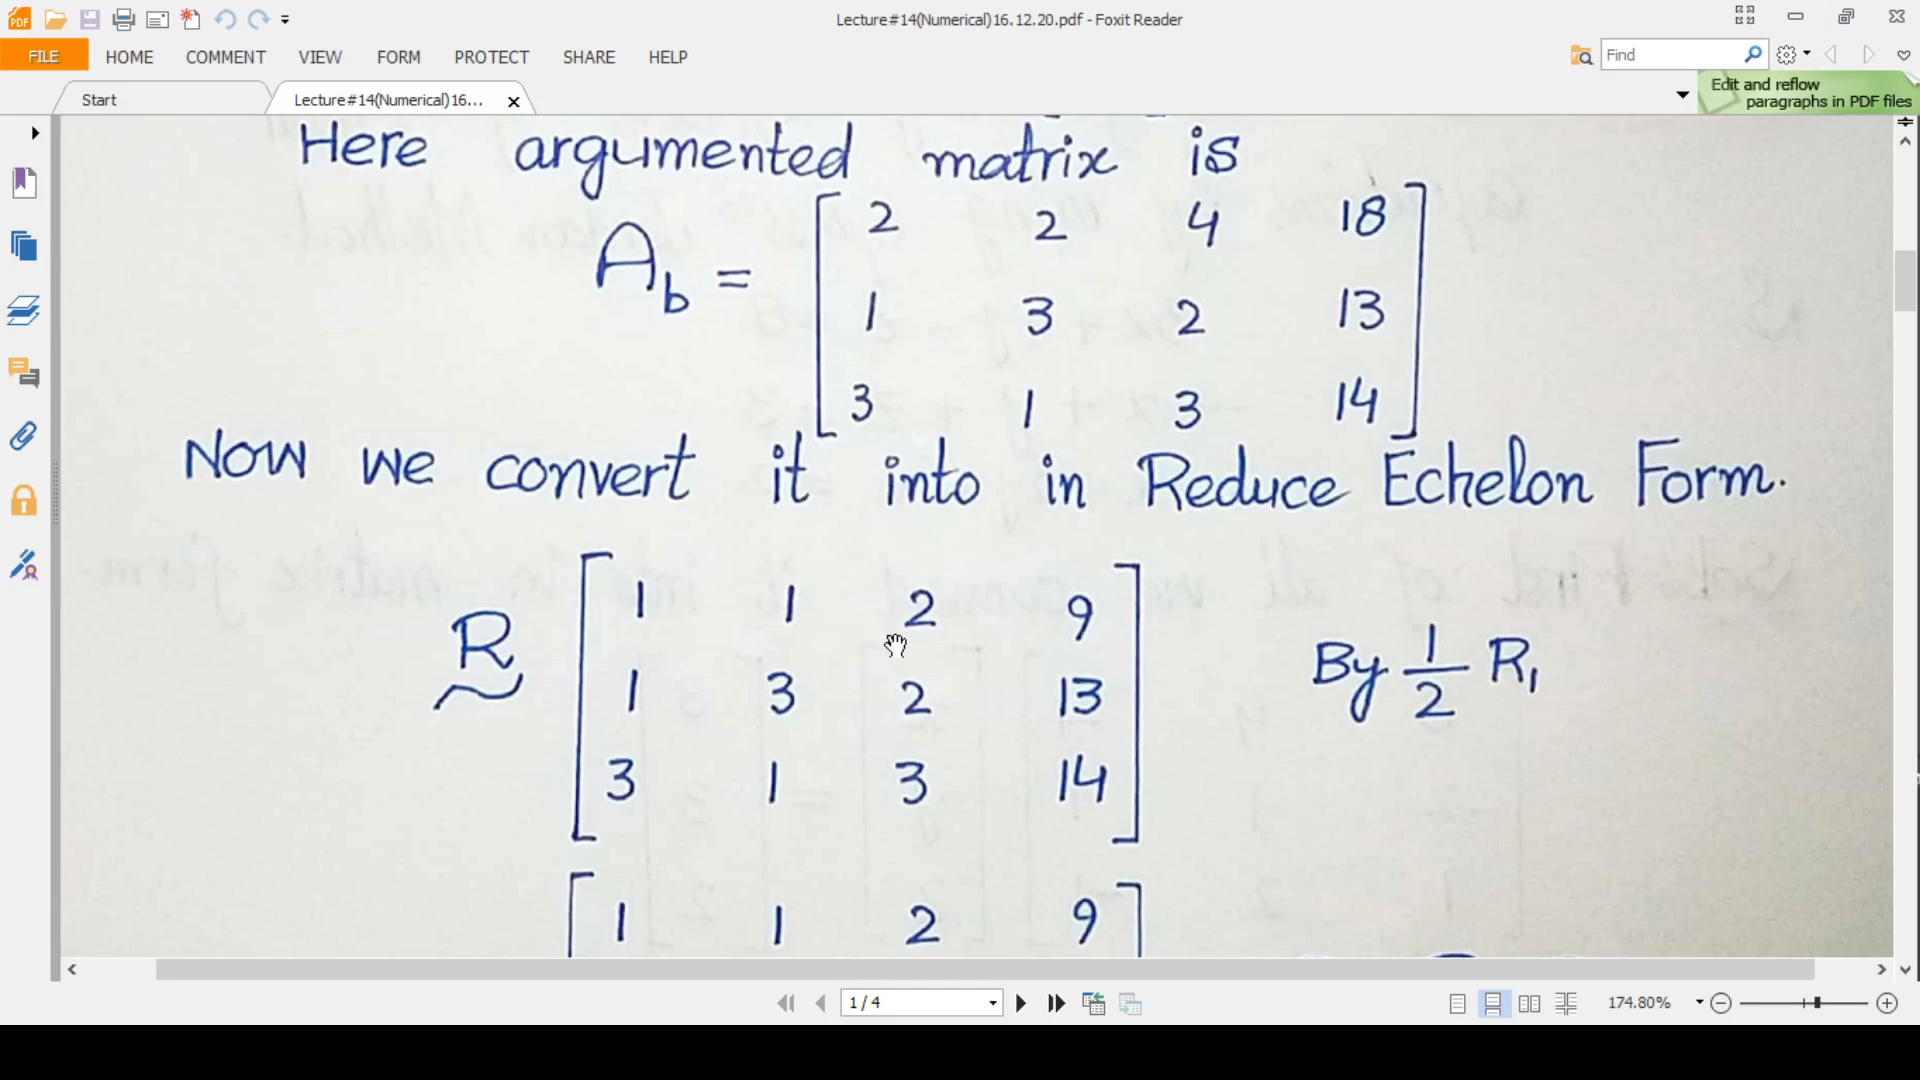 Lecture#14(Numerical)16.12.20.pdf - Foxit Reader
FILE HOME COMMENT VIEW FORM PROTECT SHARE HELP
Find
Start
Lecture#14(Numerical)16...
Edit and reflow
paragraphs in PDF files
Here argumented matrix is
A_b = [ 2 2 4 18
1 3 2 13
3 1 3 14 ]
Now we convert it into in Reduce Echelon Form.
R ~ [ 1 1 2 9
1 3 2 13
3 1 3 14 ] By 1/2 R₁
[ 1 1 2 9 ]
1 / 4
174.80%